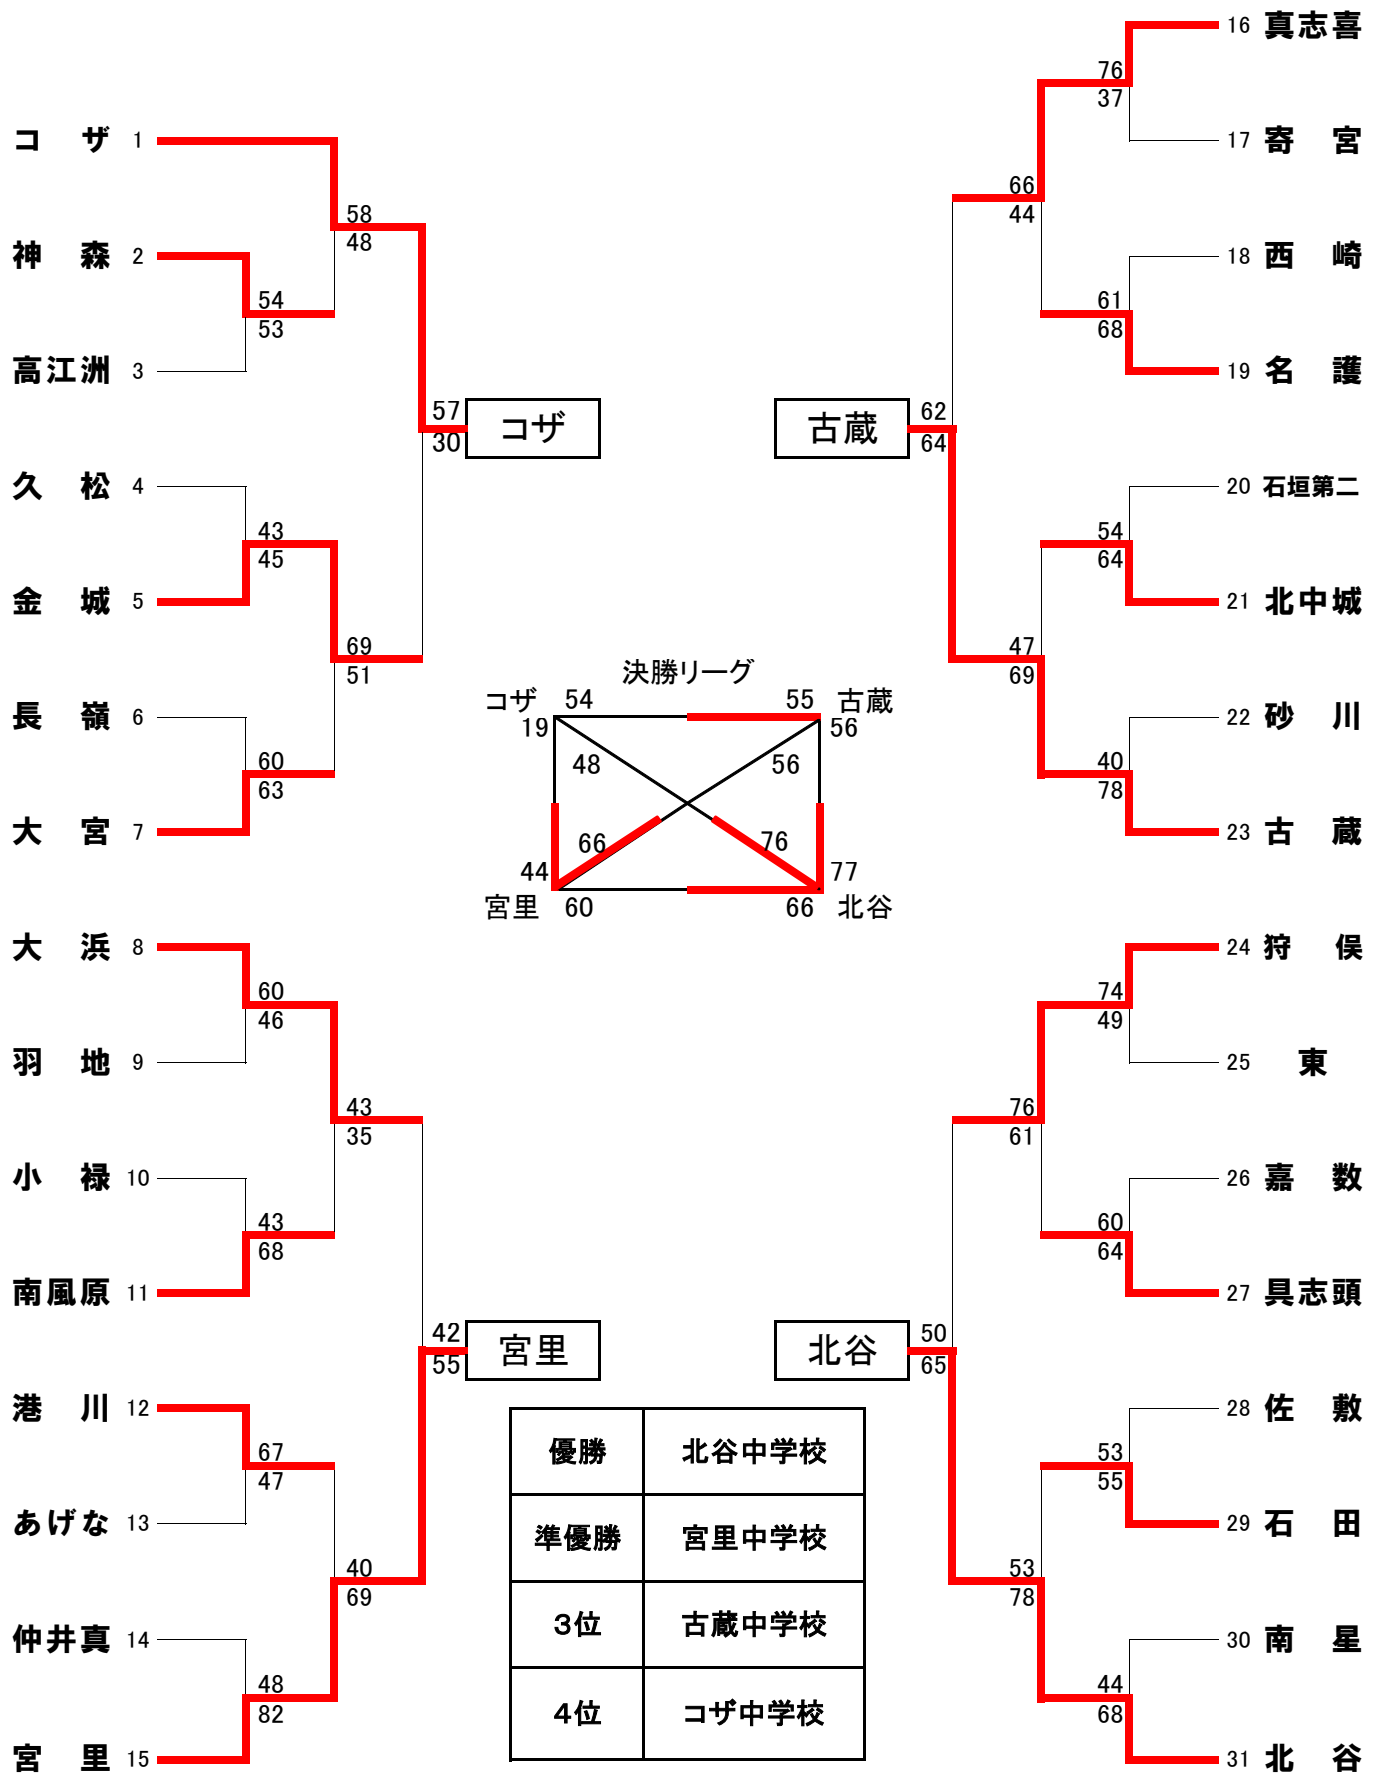 コザ 1
神森 2
高江洲 3
久松 4
金城 5
長嶺 6
大宮 7
大浜 8
羽地 9
小禄 10
南風原 11
港川 12
あげな 13
仲井真 14
宮里 15
54
53
43
45
60
63
60
46
43
68
67
47
48
82
58
48
69
51
43
35
40
69
57
30
コザ
42
55
宮里
古蔵
62
64
北谷
50
65
66
44
47
69
76
61
53
78
76
37
61
68
54
64
40
78
74
49
60
64
53
55
44
68
16 真志喜
17 寄宮
18 西崎
19 名護
20 石垣第二
21 北中城
22 砂川
23 古蔵
24 狩俣
25 東
26 嘉数
27 具志頭
28 佐敷
29 石田
30 南星
31 北谷
決勝リーグ
コザ 54 55 古蔵
19 56
48 56
66 76
44 77
宮里 60 66 北谷
優勝 北谷中学校
準優勝 宮里中学校
３位 古蔵中学校
４位 コザ中学校